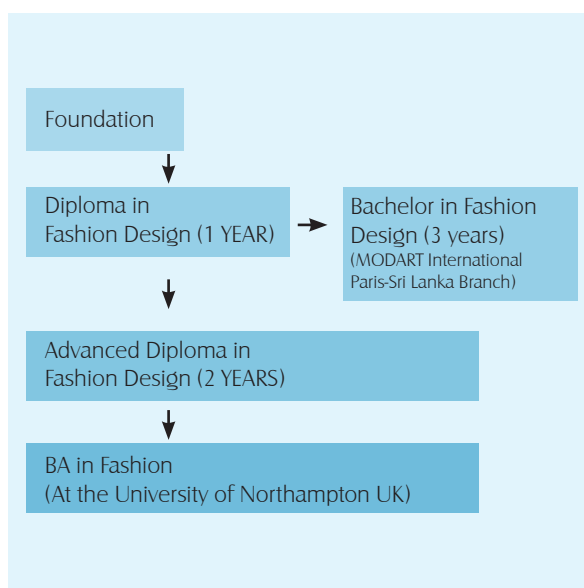 Foundation
Diploma in
Fashion Design (1 YEAR)
Bachelor in Fashion
Design (3 years)
(MODART International
Paris-Sri Lanka Branch)
Advanced Diploma in
Fashion Design (2 YEARS)
BA in Fashion
(At the University of Northampton UK)